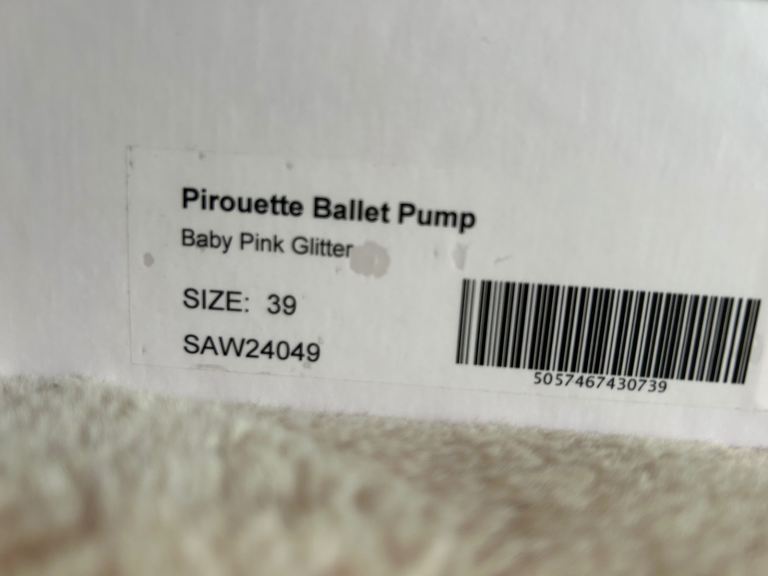 Pirouette Ballet Pump
Baby Pink Glitter
SIZE: 39
SAW24049
5057467430739